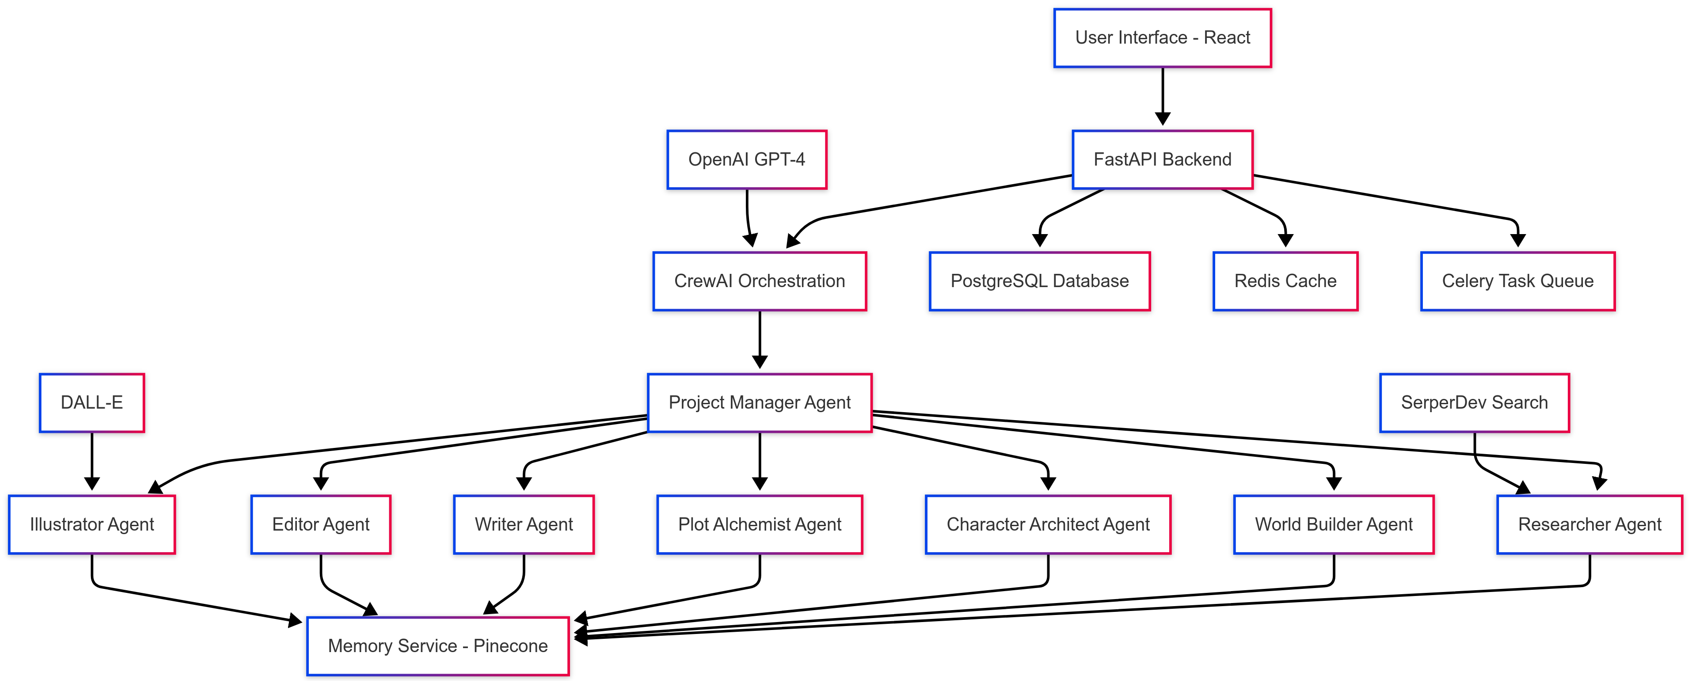 User Interface - React
OpenAI GPT-4
FastAPI Backend
CrewAI Orchestration
PostgreSQL Database
Redis Cache
Celery Task Queue
DALL-E
Project Manager Agent
SerperDev Search
Illustrator Agent
Editor Agent
Writer Agent
Plot Alchemist Agent
Character Architect Agent
World Builder Agent
Researcher Agent
Memory Service - Pinecone